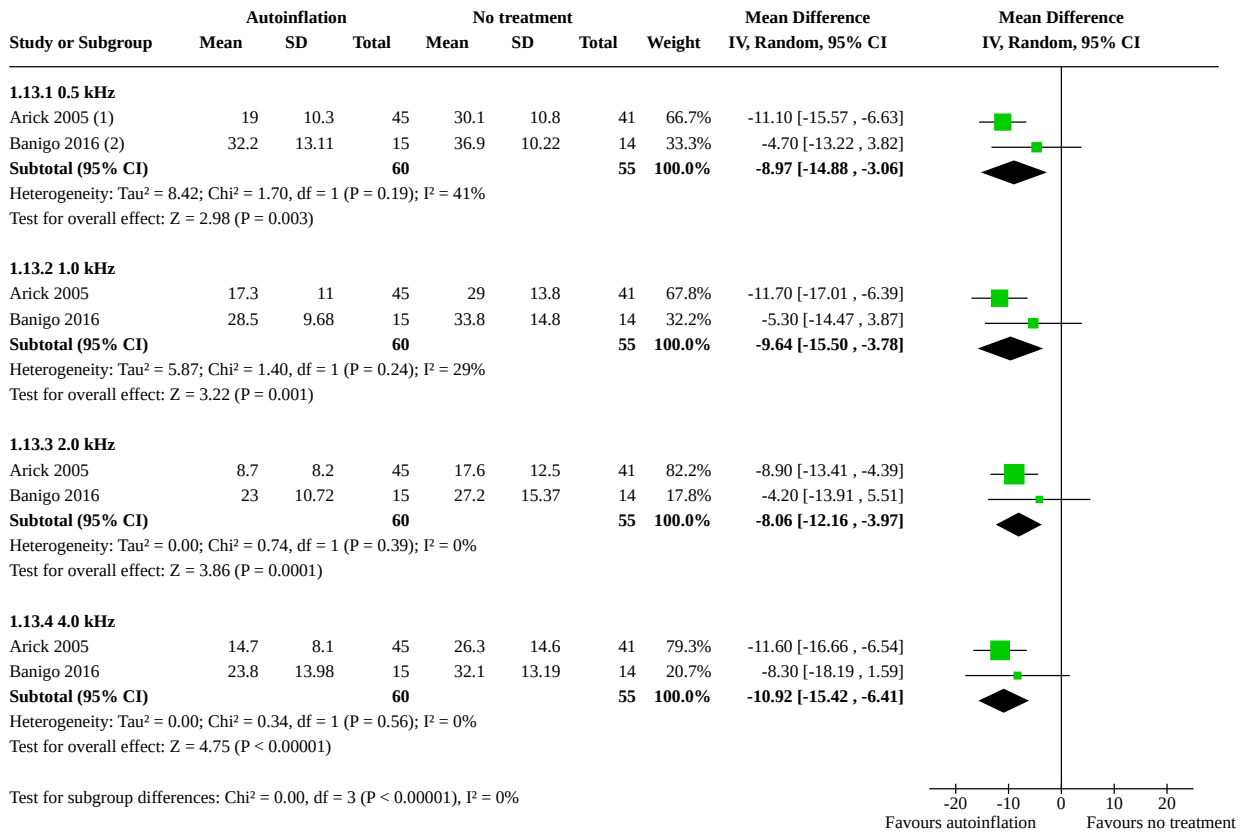 Autoinflation No treatment Mean Difference Mean Difference
Study or Subgroup Mean SD Total Mean SD Total Weight IV, Random, 95% CI IV, Random, 95% CI
1.13.1 0.5 kHz
Arick 2005 (1) 19 10.3 45 30.1 10.8 41 66.7% -11.10 [-15.57 , -6.63]
Banigo 2016 (2) 32.2 13.11 15 36.9 10.22 14 33.3% -4.70 [-13.22 , 3.82]
Subtotal (95% CI) 60 55 100.0% -8.97 [-14.88 , -3.06]
Heterogeneity: Tau² = 8.42; Chi² = 1.70, df = 1 (P = 0.19); I² = 41%
Test for overall effect: Z = 2.98 (P = 0.003)
1.13.2 1.0 kHz
Arick 2005 17.3 11 45 29 13.8 41 67.8% -11.70 [-17.01 , -6.39]
Banigo 2016 28.5 9.68 15 33.8 14.8 14 32.2% -5.30 [-14.47 , 3.87]
Subtotal (95% CI) 60 55 100.0% -9.64 [-15.50 , -3.78]
Heterogeneity: Tau² = 5.87; Chi² = 1.40, df = 1 (P = 0.24); I² = 29%
Test for overall effect: Z = 3.22 (P = 0.001)
1.13.3 2.0 kHz
Arick 2005 8.7 8.2 45 17.6 12.5 41 82.2% -8.90 [-13.41 , -4.39]
Banigo 2016 23 10.72 15 27.2 15.37 14 17.8% -4.20 [-13.91 , 5.51]
Subtotal (95% CI) 60 55 100.0% -8.06 [-12.16 , -3.97]
Heterogeneity: Tau² = 0.00; Chi² = 0.74, df = 1 (P = 0.39); I² = 0%
Test for overall effect: Z = 3.86 (P = 0.0001)
1.13.4 4.0 kHz
Arick 2005 14.7 8.1 45 26.3 14.6 41 79.3% -11.60 [-16.66 , -6.54]
Banigo 2016 23.8 13.98 15 32.1 13.19 14 20.7% -8.30 [-18.19 , 1.59]
Subtotal (95% CI) 60 55 100.0% -10.92 [-15.42 , -6.41]
Heterogeneity: Tau² = 0.00; Chi² = 0.34, df = 1 (P = 0.56); I² = 0%
Test for overall effect: Z = 4.75 (P < 0.00001)
Test for subgroup differences: Chi² = 0.00, df = 3 (P < 0.00001), I² = 0%
-20 -10 0 10 20
Favours autoinflation Favours no treatment